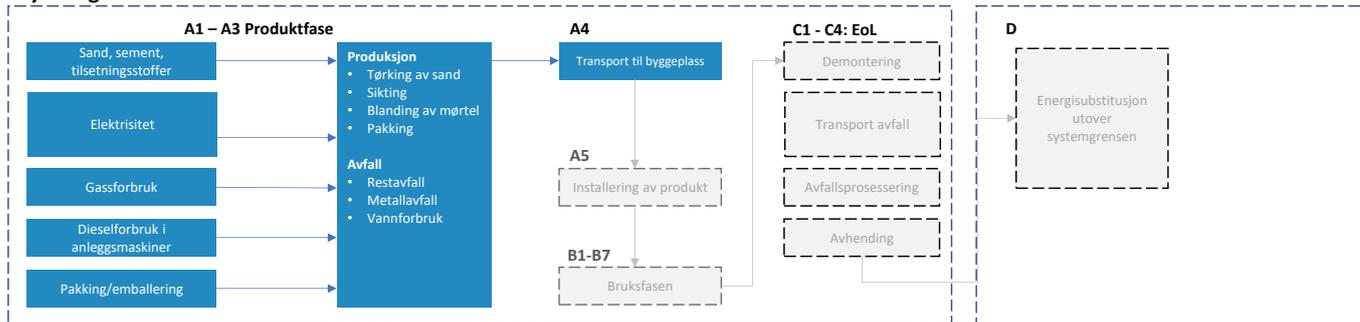 A1 – A3 Produktfase
Sand, sement,
tilsetningsstoffer
Elektrisitet
Gassforbruk
Dieselforbruk i
anleggsmaskiner
Pakking/emballering
Produksjon
• Tørking av sand
• Sikting
• Blanding av mørtel
• Pakking
Avfall
• Restavfall
• Metallavfall
• Vannforbruk
A4
Transport til byggeplass
A5
Installering av produkt
B1-B7
Bruksfasen
C1 - C4: EoL
Demontering
Transport avfall
Avfallsprosessering
Avhending
D
Energisubstitusjon
utover
systemgrensen